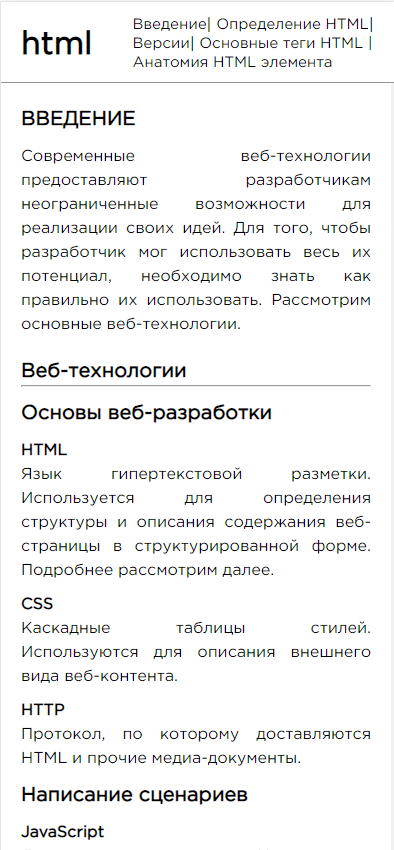 html
Введение| Определение HTML|
Версии| Основные теги HTML |
Анатомия HTML элемента
ВВЕДЕНИЕ
Современные веб-технологии
предоставляют разработчикам
неограниченные возможности для
реализации своих идей. Для того, чтобы
разработчик мог использовать весь их
потенциал, необходимо знать как
правильно их использовать. Рассмотрим
основные веб-технологии.
Веб-технологии
Основы веб-разработки
HTML
Язык гипертекстовой разметки.
Используется для определения
структуры и описания содержания веб-
страницы в структурированной форме.
Подробнее рассмотрим далее.
CSS
Каскадные таблицы стилей.
Используются для описания внешнего
вида веб-контента.
HTTP
Протокол, по которому доставляются
HTML и прочие медиа-документы.
Написание сценариев
JavaScript